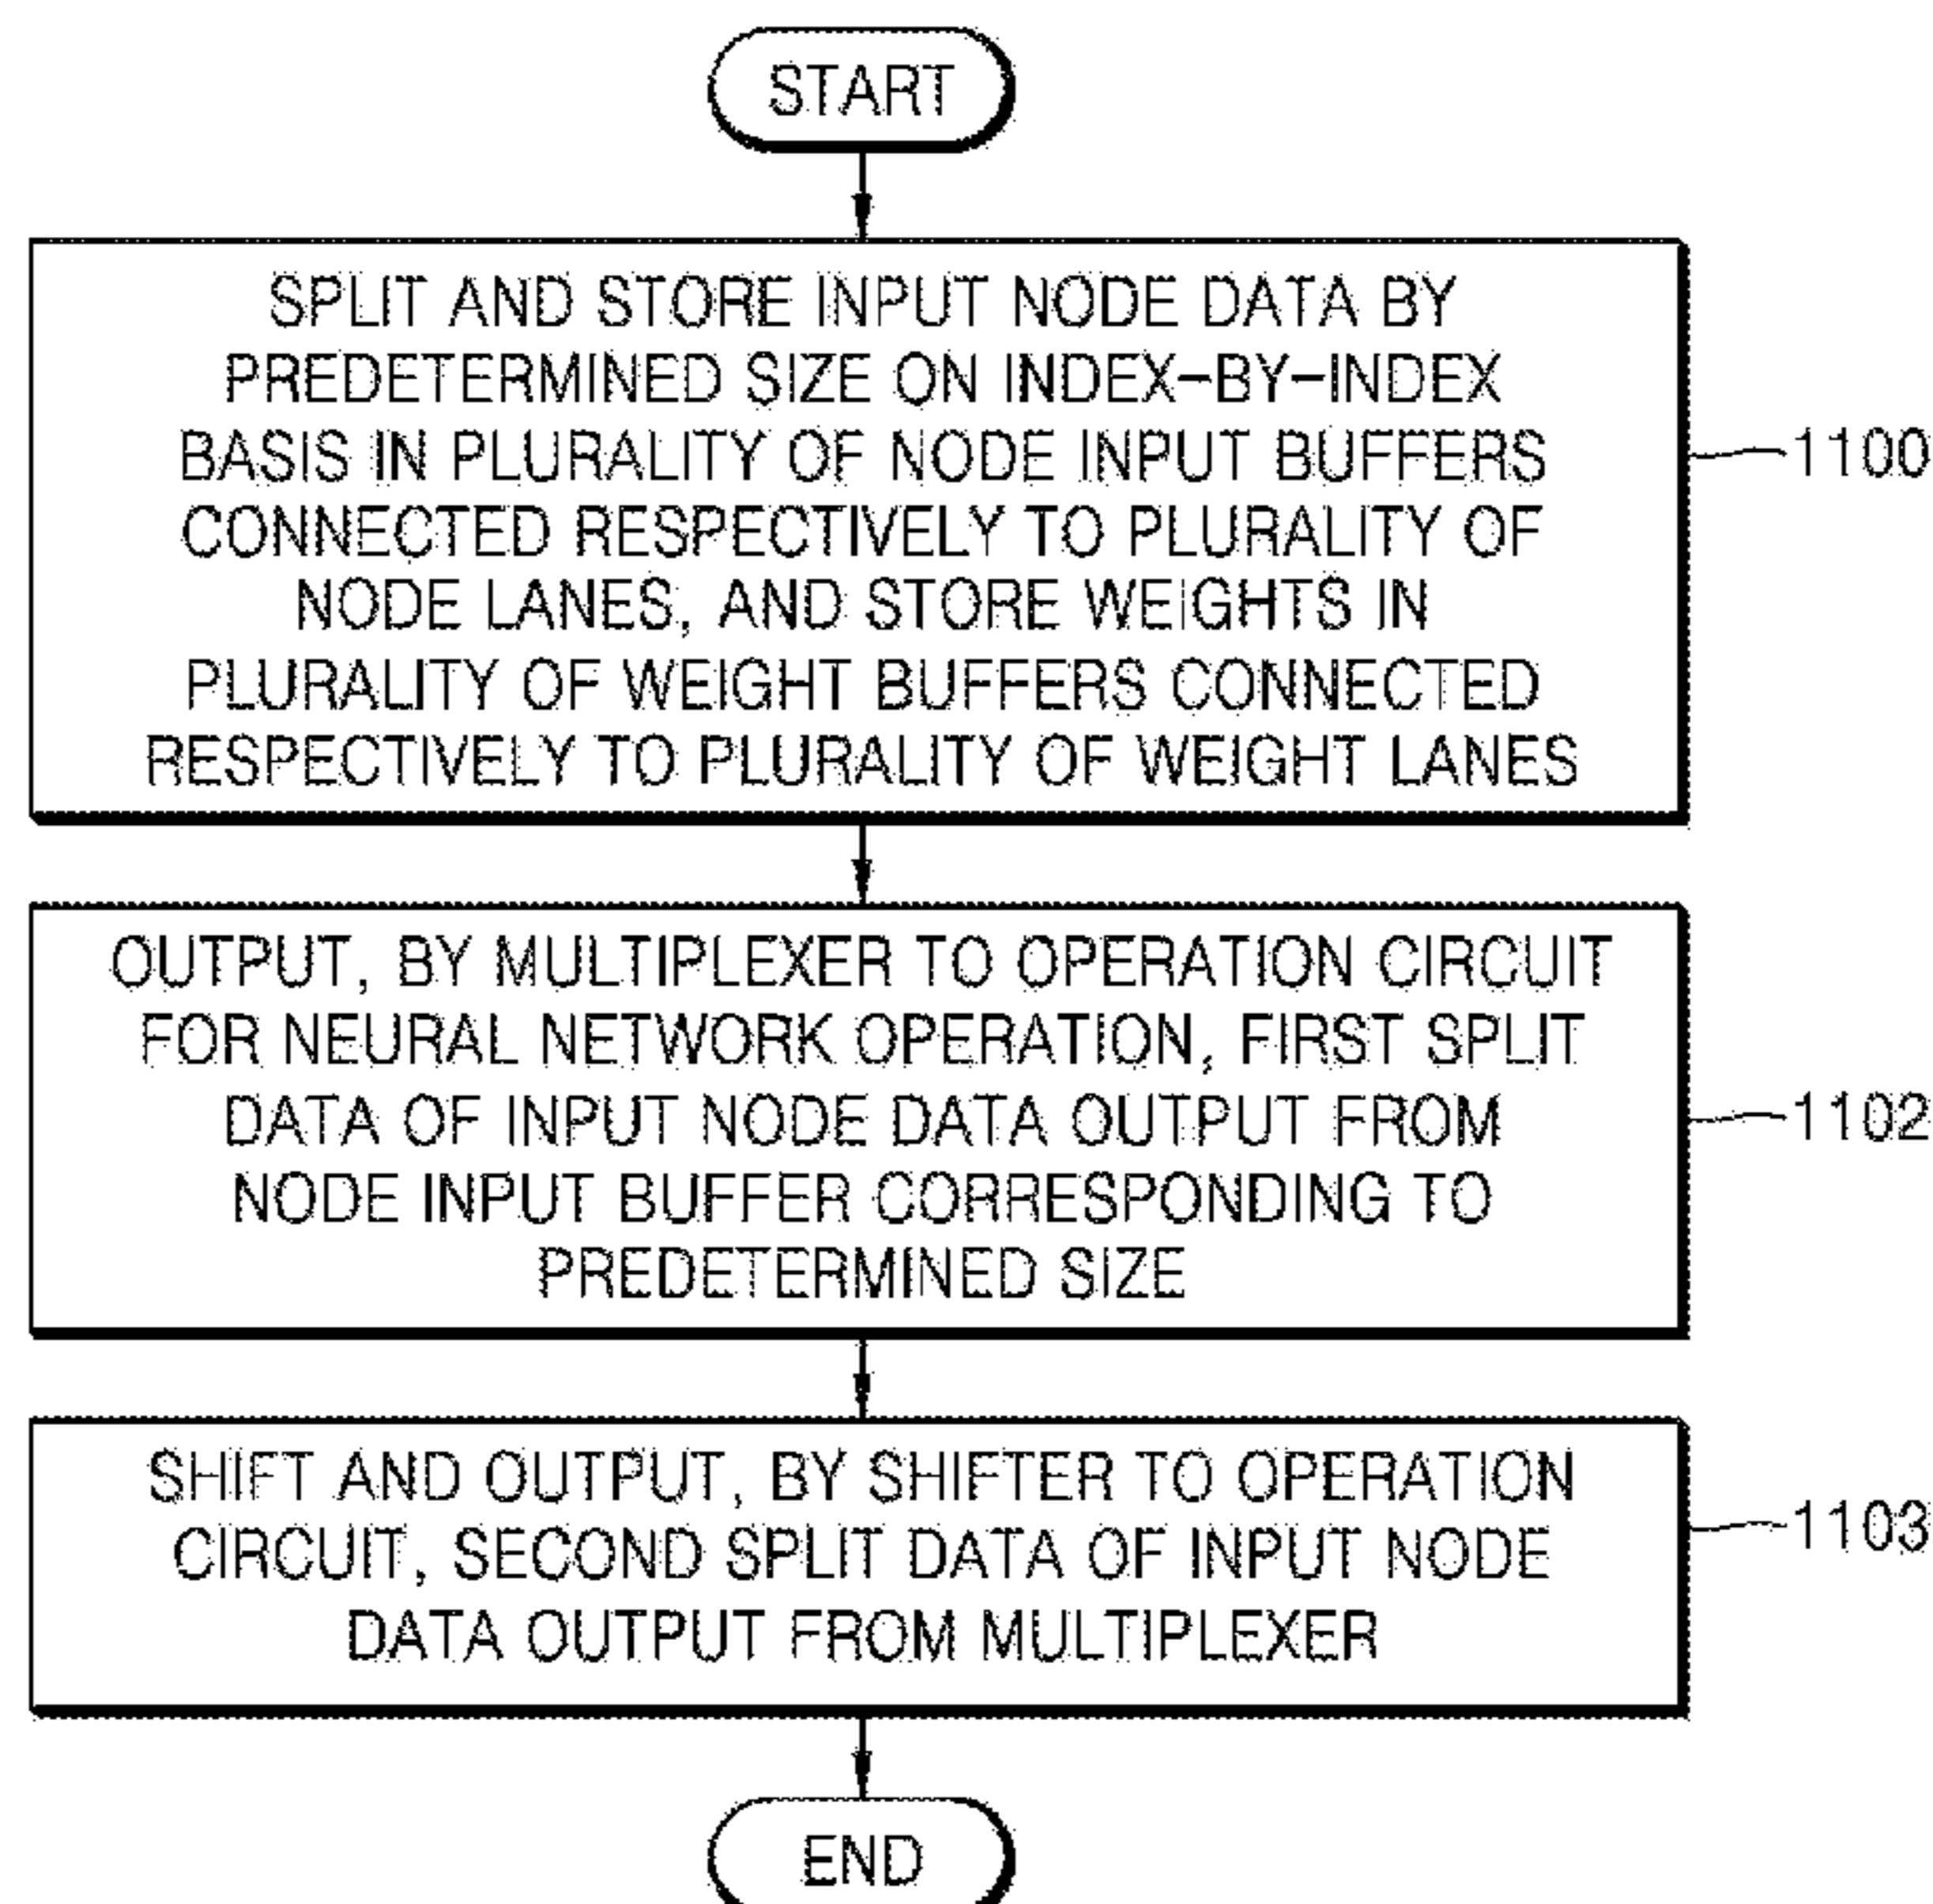 START
SPLIT AND STORE INPUT NODE DATA BY
PREDETERMINED SIZE ON INDEX-BY-INDEX
BASIS IN PLURALITY OF NODE INPUT BUFFERS
CONNECTED RESPECTIVELY TO PLURALITY OF
NODE LANES, AND STORE WEIGHTS IN
PLURALITY OF WEIGHT BUFFERS CONNECTED
RESPECTIVELY TO PLURALITY OF WEIGHT LANES
1100
OUTPUT, BY MULTIPLEXER TO OPERATION CIRCUIT
FOR NEURAL NETWORK OPERATION, FIRST SPLIT
DATA OF INPUT NODE DATA OUTPUT FROM
NODE INPUT BUFFER CORRESPONDING TO
PREDETERMINED SIZE
1102
SHIFT AND OUTPUT, BY SHIFTER TO OPERATION
CIRCUIT, SECOND SPLIT DATA OF INPUT NODE
DATA OUTPUT FROM MULTIPLEXER
1103
END